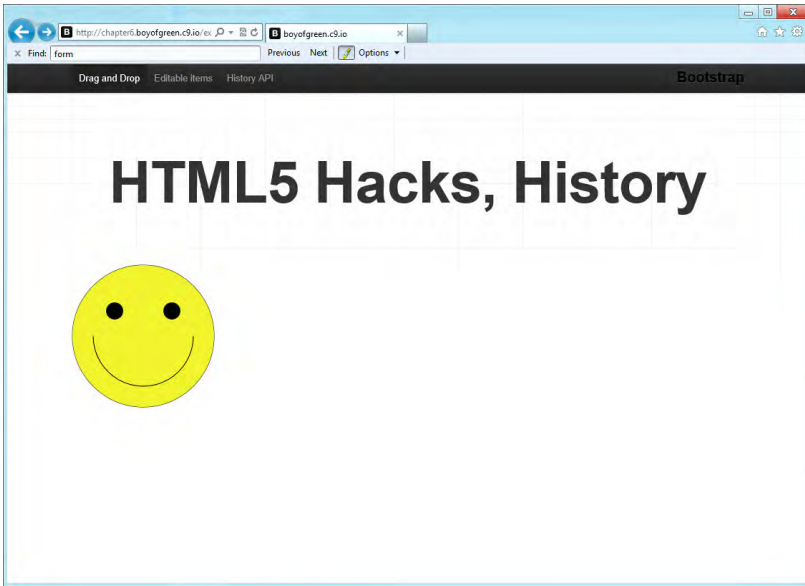 B http://chapter6.boyofgreen.c9.io/ex
B boyofgreen.c9.io ×
x Find: form Previous Next Options
Drag and Drop Editable items History API Bootstrap
HTML5 Hacks, History